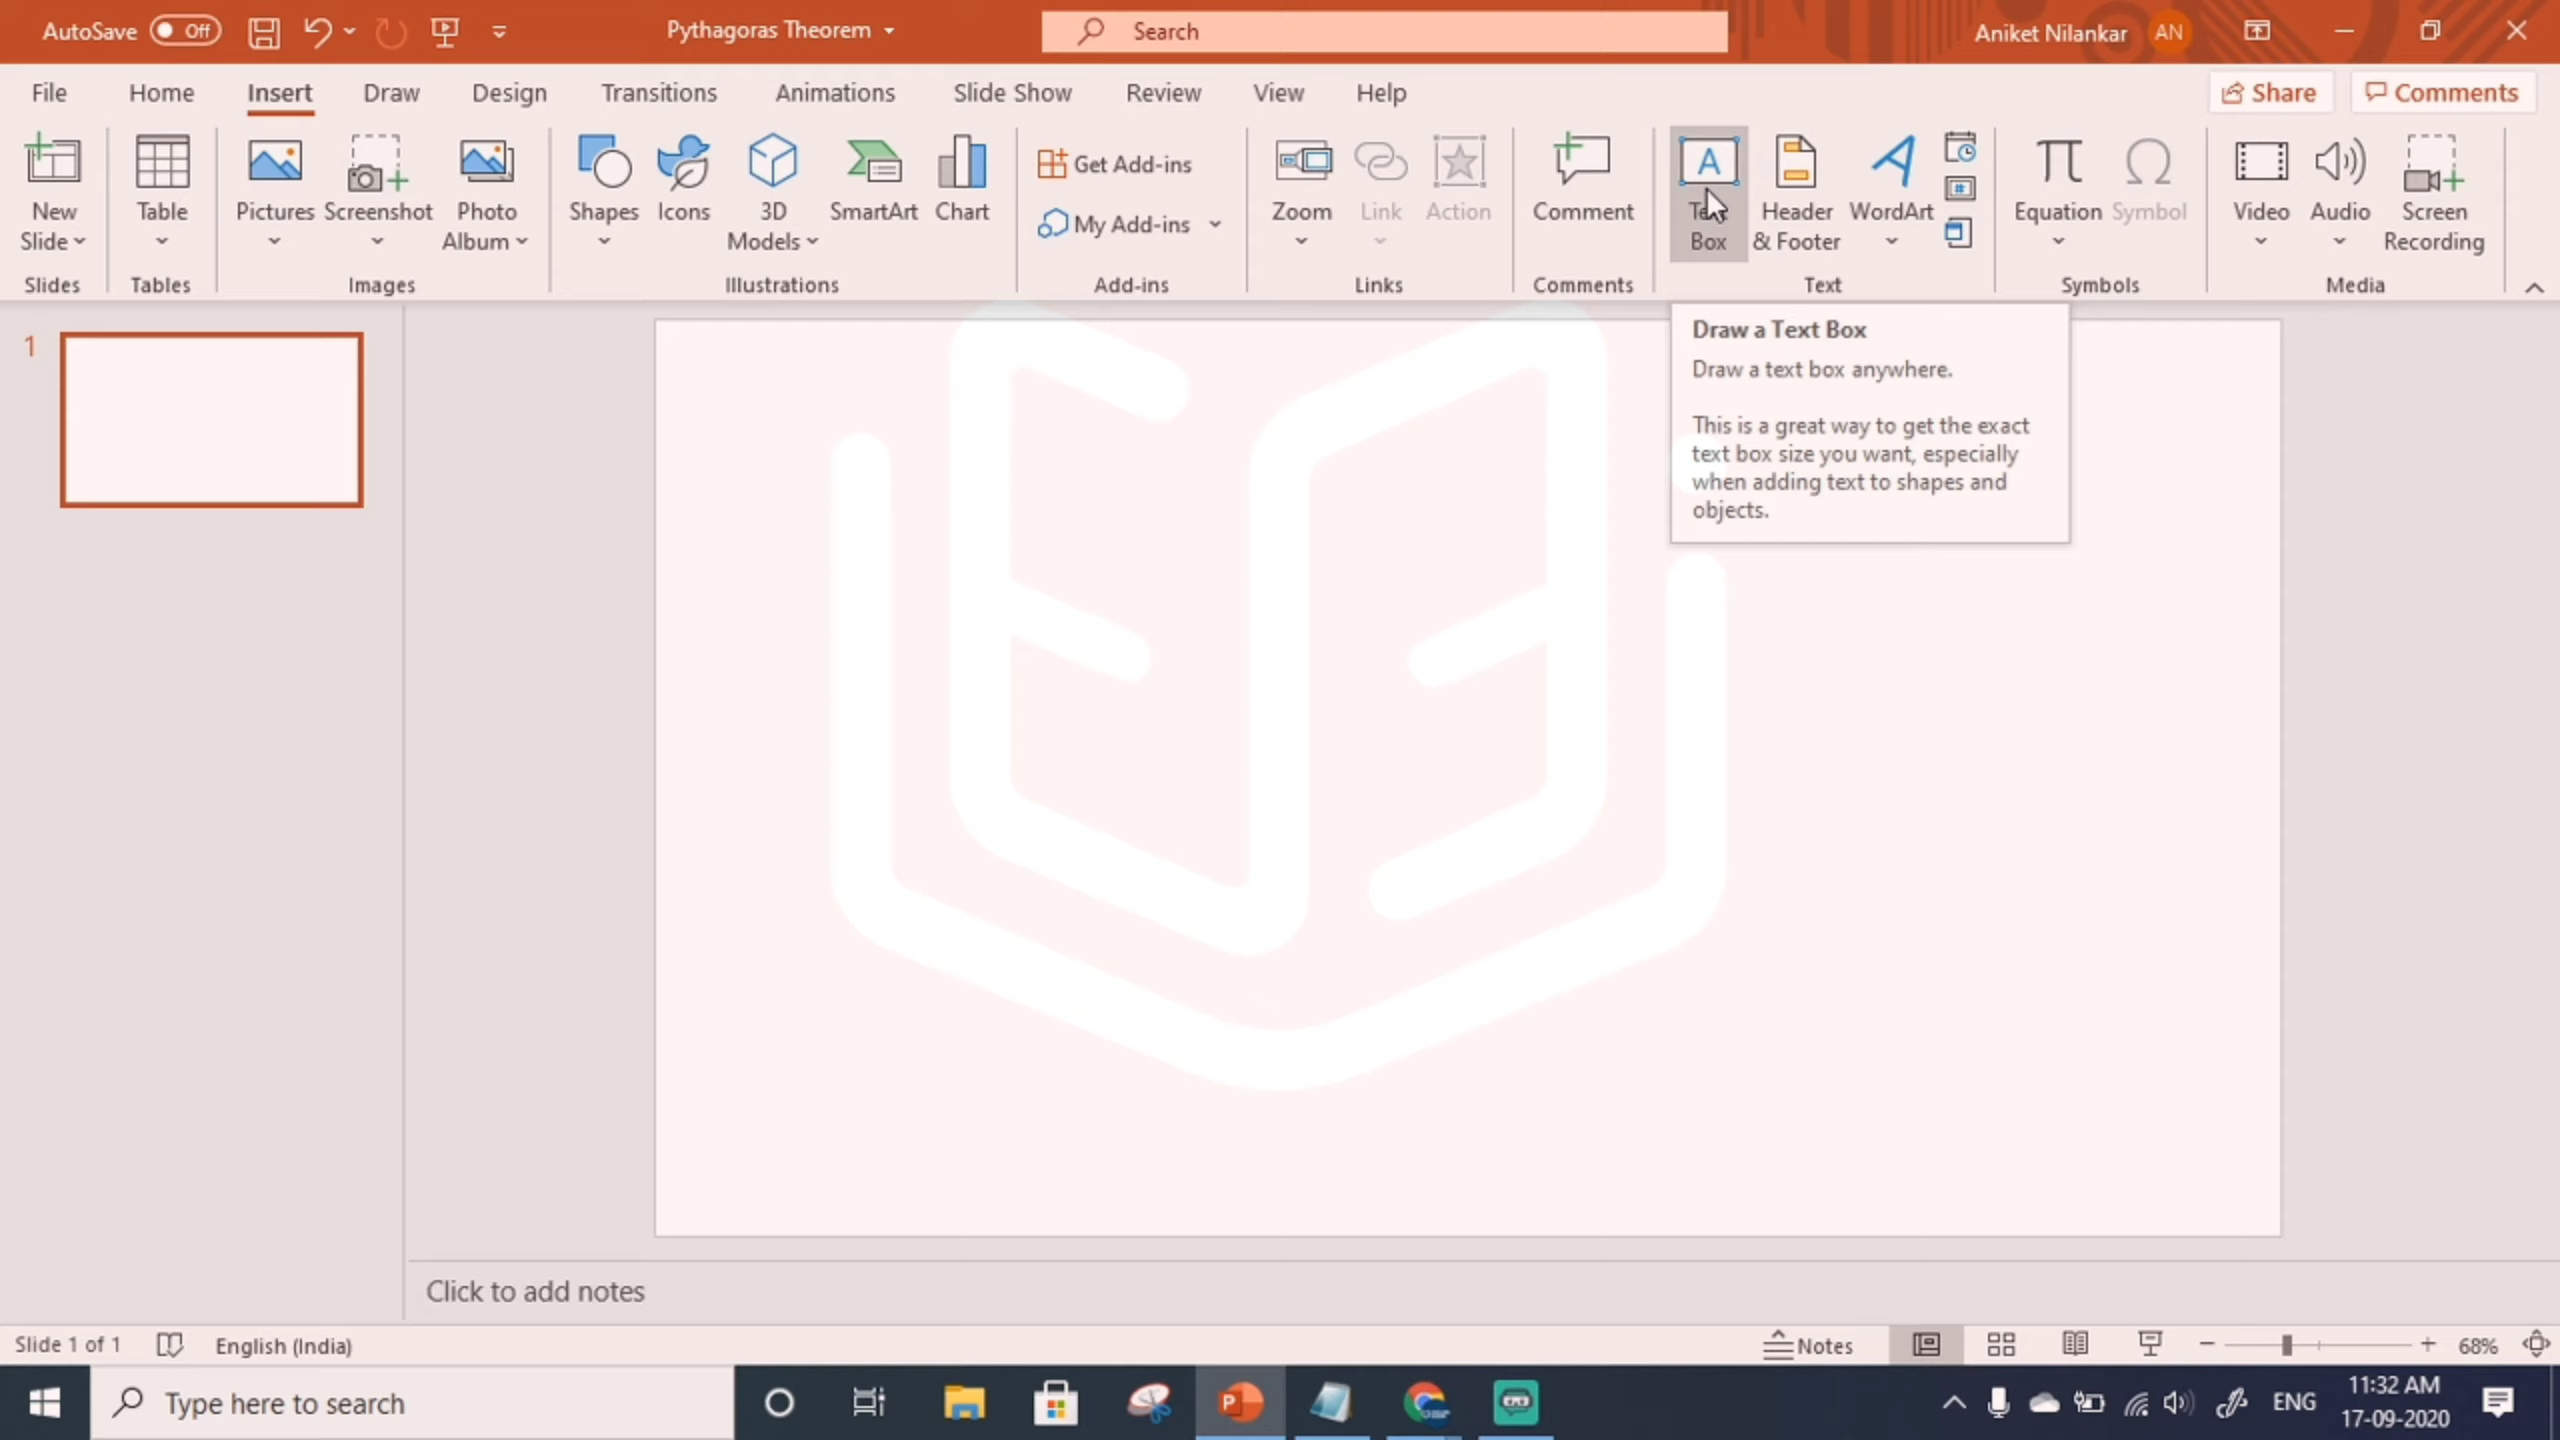 AutoSave Off
Pythagoras Theorem
Search
Aniket Nilankar AN
File Home Insert Draw Design Transitions Animations Slide Show Review View Help
Share Comments
New Slide
Table
Pictures
Screenshot
Photo Album
Shapes
Icons
3D Models
SmartArt
Chart
Get Add-ins
My Add-ins
Zoom
Link
Action
Comment
Text Box
Header & Footer
WordArt
Equation
Symbol
Video
Audio
Screen Recording
Slides Tables Images Illustrations Add-ins Links Comments Text Symbols Media
1
Draw a Text Box
Draw a text box anywhere.
This is a great way to get the exact
text box size you want, especially
when adding text to shapes and
objects.
Click to add notes
Slide 1 of 1 English (India) Notes 68%
Type here to search
ENG
11:32 AM
17-09-2020